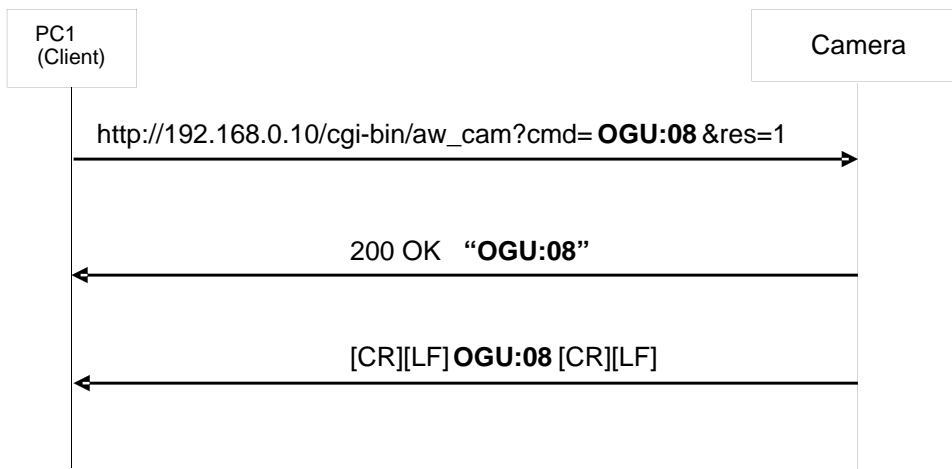 PC1
(Client)
Camera
http://192.168.0.10/cgi-bin/aw_cam?cmd= OGU:08 &res=1
200 OK “OGU:08”
[CR][LF] OGU:08 [CR][LF]